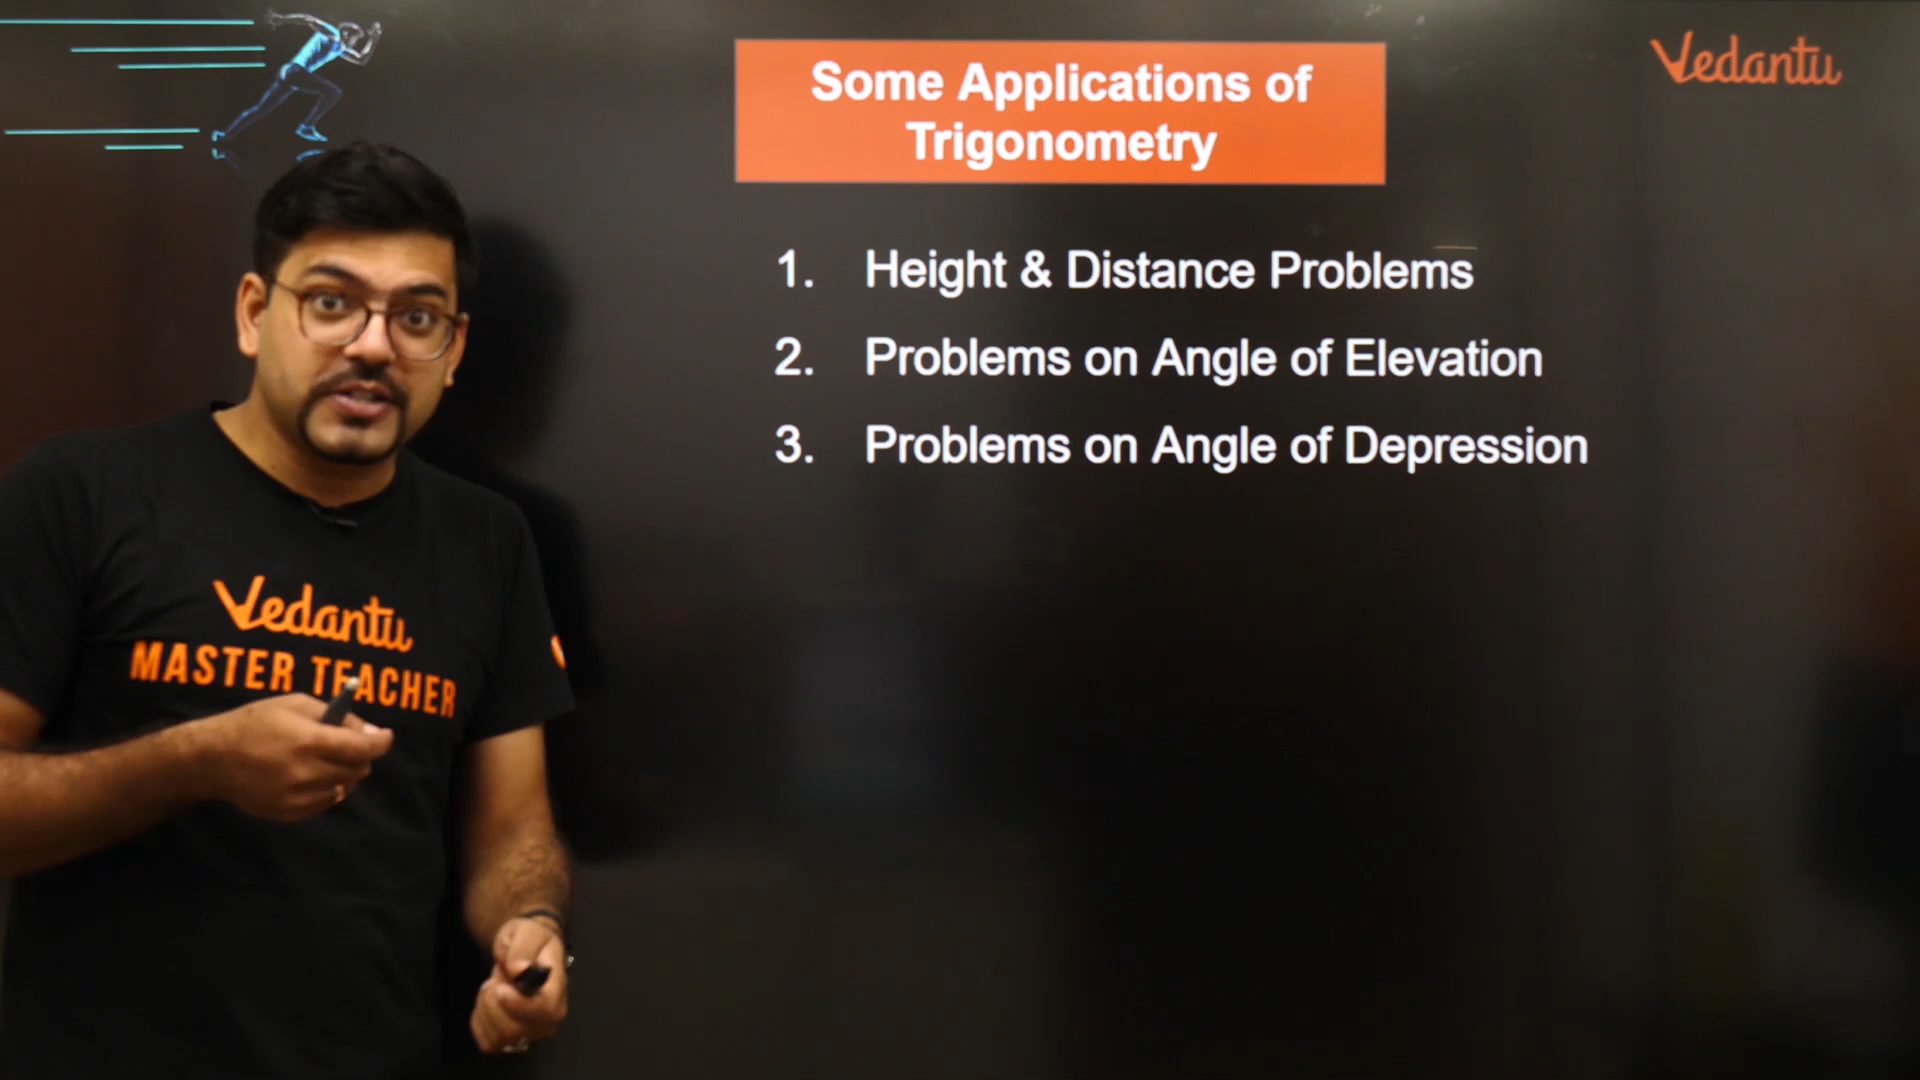 Some Applications of
Trigonometry
Vedantu
1. Height & Distance Problems
2. Problems on Angle of Elevation
3. Problems on Angle of Depression
Vedantu
MASTER TEACHER